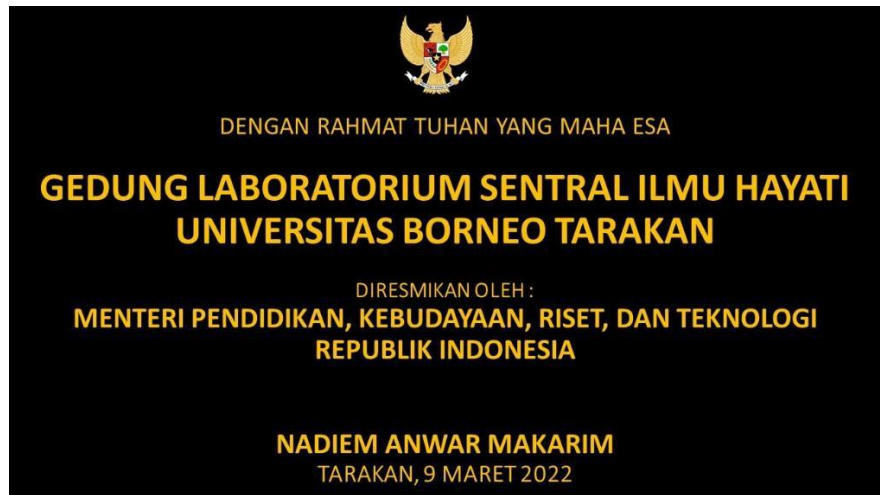 DENGAN RAHMAT TUHAN YANG MAHA ESA
GEDUNG LABORATORIUM SENTRAL ILMU HAYATI
UNIVERSITAS BORNEO TARAKAN
DIRESMIKAN OLEH :
MENTERI PENDIDIKAN, KEBUDAYAAN, RISET, DAN TEKNOLOGI
REPUBLIK INDONESIA
NADIEM ANWAR MAKARIM
TARAKAN, 9 MARET 2022